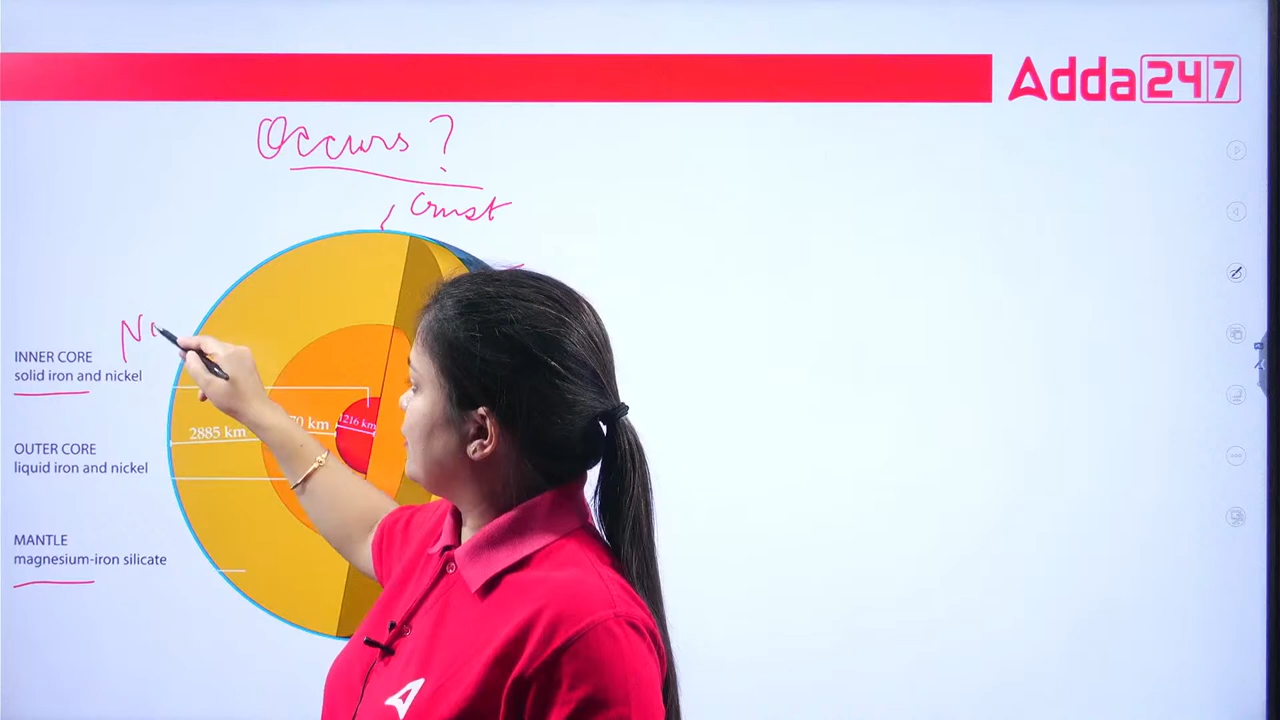 Adda247
Occurs ?
Crust
INNER CORE
solid iron and nickel
1216 km
2885 km
OUTER CORE
liquid iron and nickel
MANTLE
magnesium-iron silicate